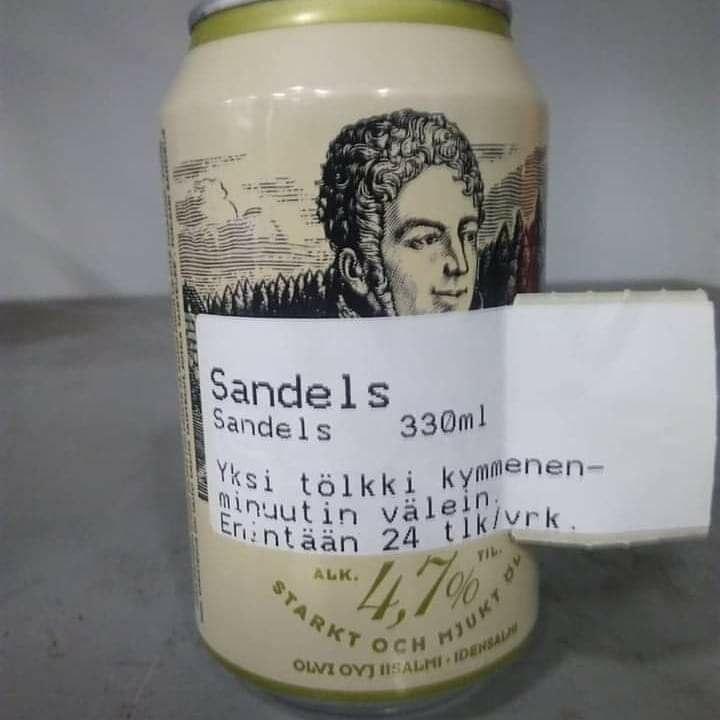 Sandels
Sandels 330ml
Yksi tölkki kymmenen-
minuutin välein.
Enintään 24 tlk/vrk.
ALK. 4,7% TIL.
STARKT OCH MJUKT ÖL
OLVI OYJ IISALMI · IDENSALMI